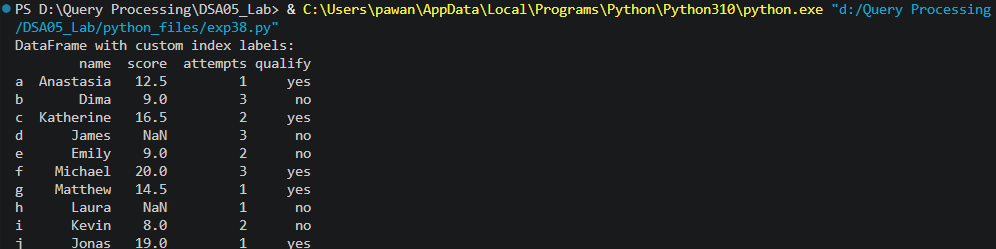 PS D:\Query Processing\DSA05_Lab> & C:\Users\pawan\AppData\Local\Programs\Python\Python310\python.exe "d:/Query Processing
/DSA05_Lab/python_files/exp38.py"
DataFrame with custom index labels:
        name  score  attempts qualify
a  Anastasia   12.5         1     yes
b       Dima    9.0         3      no
c  Katherine   16.5         2     yes
d      James    NaN         3      no
e      Emily    9.0         2      no
f    Michael   20.0         3     yes
g    Matthew   14.5         1     yes
h      Laura    NaN         1      no
i      Kevin    8.0         2      no
j      Jonas   19.0         1     yes